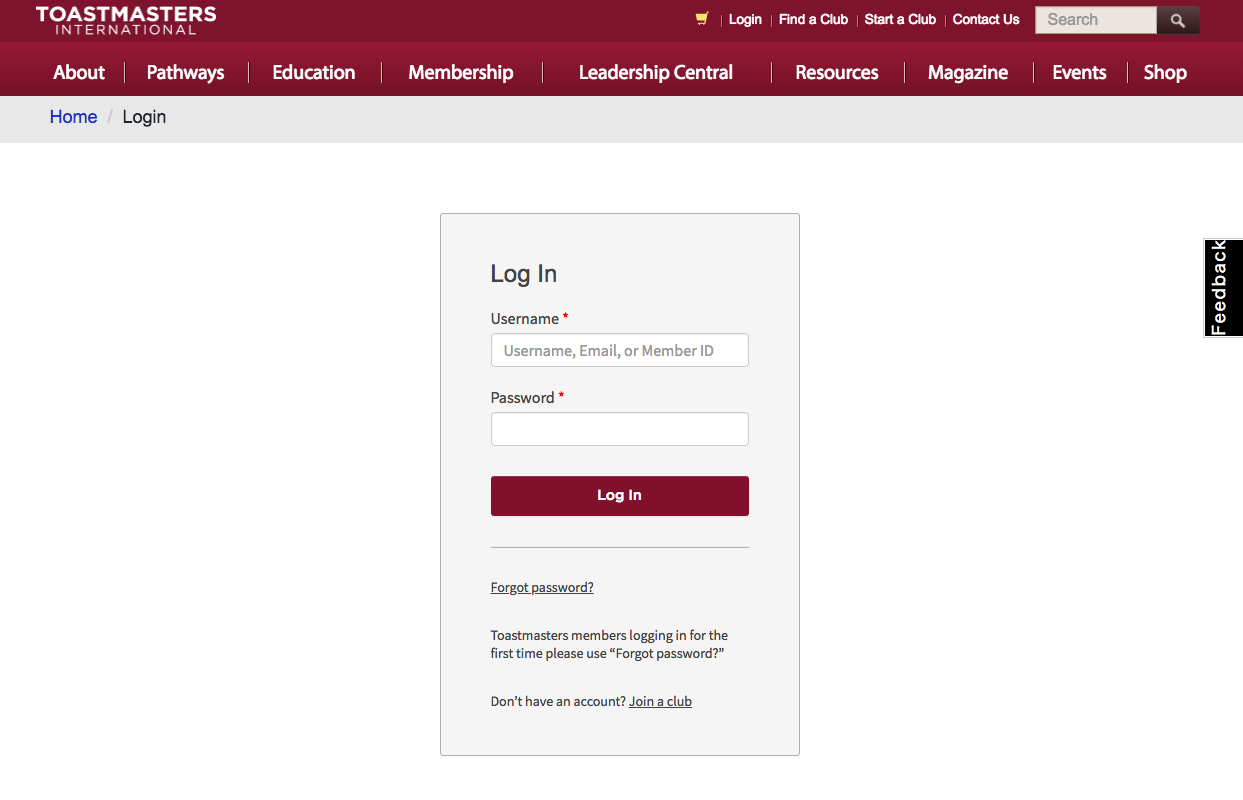 TOASTMASTERS
INTERNATIONAL
Login
Find a Club
Start a Club
Contact Us
Search
About
Pathways
Education
Membership
Leadership Central
Resources
Magazine
Events
Shop
Home / Login
Feedback
Log In
Username *
Username, Email, or Member ID
Password *
Log In
Forgot password?
Toastmasters members logging in for the
first time please use “Forgot password?”
Don’t have an account? Join a club